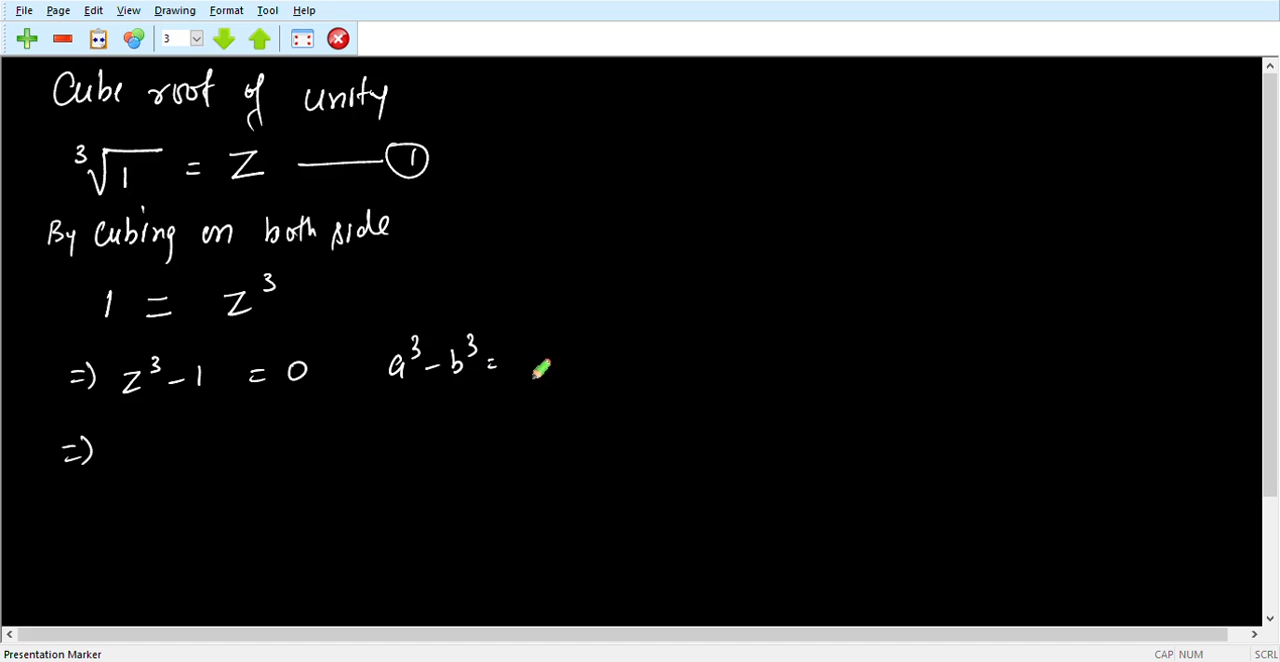 File Page Edit View Drawing Format Tool Help
3
Cube root of unity
∛1 = Z —— ①
By Cubing on both side
1 = z³
=) z³ - 1 = 0 a³ - b³ =
=)
Presentation Marker CAP NUM SCRL